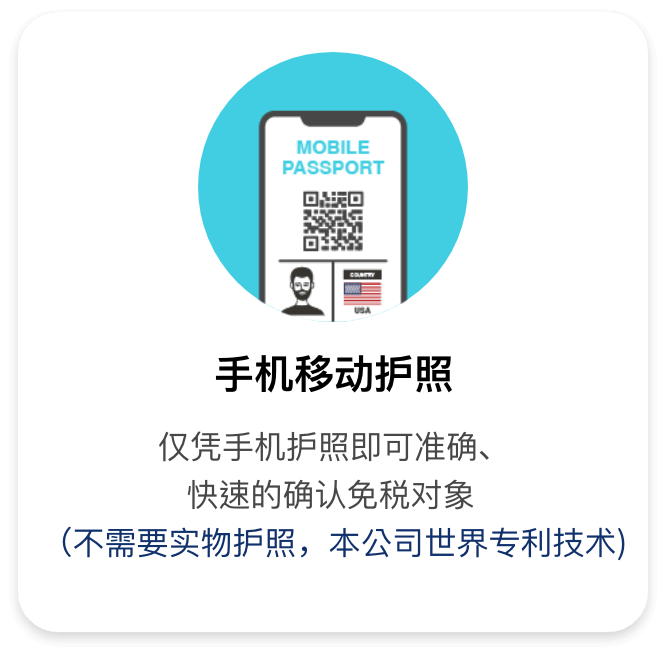 MOBILE
PASSPORT
COUNTRY
USA
手机移动护照
仅凭手机护照即可准确、
快速的确认免税对象
（不需要实物护照，本公司世界专利技术)